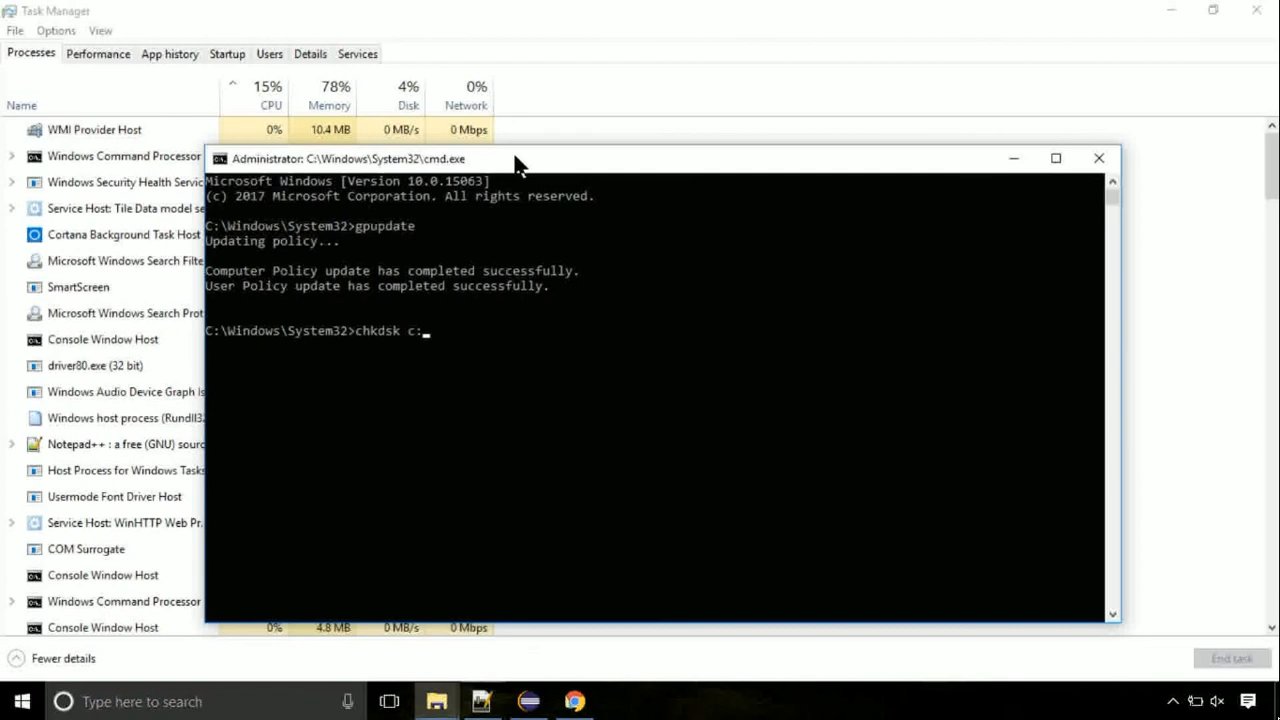 Task Manager
File Options View
Processes Performance App history Startup Users Details Services
15% 78% 4% 0%
Name CPU Memory Disk Network
WMI Provider Host 0% 10.4 MB 0 MB/s 0 Mbps
Windows Command Processor
Windows Security Health Servic
Service Host: Tile Data model se
Cortana Background Task Host
Microsoft Windows Search Filte
SmartScreen
Microsoft Windows Search Prot
Console Window Host
driver80.exe (32 bit)
Windows Audio Device Graph Is
Windows host process (Rundll32
Notepad++ : a free (GNU) sourc
Host Process for Windows Tasks
Usermode Font Driver Host
Service Host: WinHTTP Web Pr.
COM Surrogate
Console Window Host
Windows Command Processor
Console Window Host 0% 4.8 MB 0 MB/s 0 Mbps
Administrator: C:\Windows\System32\cmd.exe
Microsoft Windows [Version 10.0.15063]
(c) 2017 Microsoft Corporation. All rights reserved.
C:\Windows\System32>gpupdate
Updating policy...
Computer Policy update has completed successfully.
User Policy update has completed successfully.
C:\Windows\System32>chkdsk c:
Fewer details
End task
Type here to search